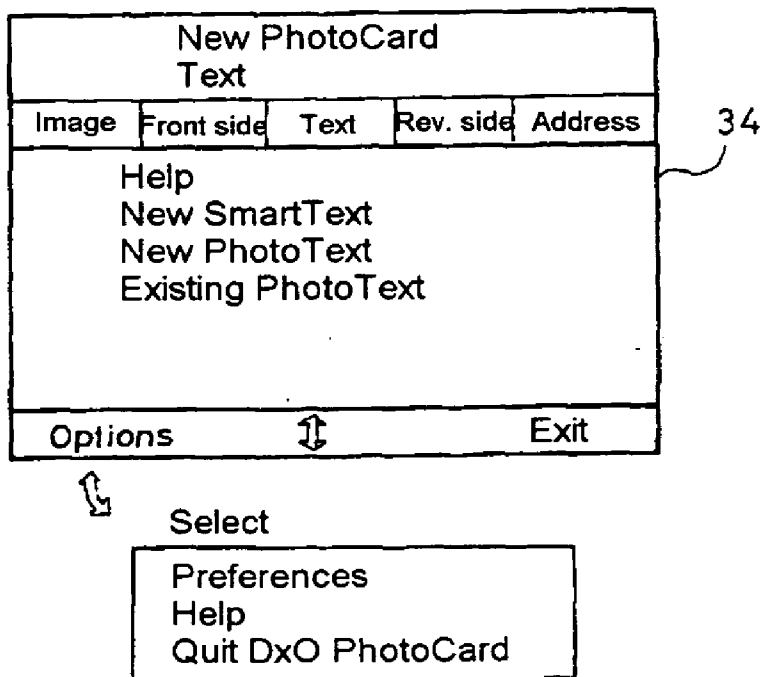 New PhotoCard
Text
Image Front side Text Rev. side Address
34
Help
New SmartText
New PhotoText
Existing PhotoText
Options Exit
Select
Preferences
Help
Quit DxO PhotoCard